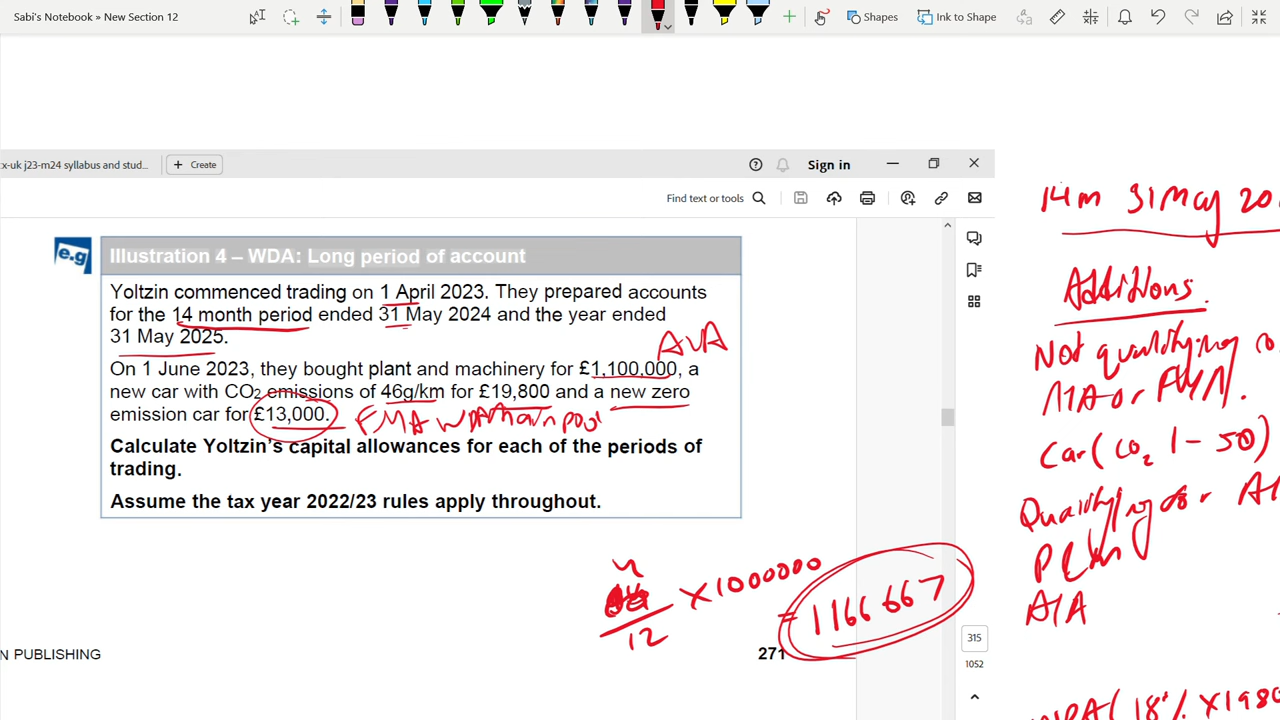 Sabi's Notebook » New Section 12
Shapes
Ink to Shape
x-uk j23-m24 syllabus and stud...
+ Create
Sign in
Find text or tools
e.g
Illustration 4 – WDA: Long period of account
Yoltzin commenced trading on 1 April 2023. They prepared accounts
for the 14 month period ended 31 May 2024 and the year ended
31 May 2025.
AVA
On 1 June 2023, they bought plant and machinery for £1,100,000, a
new car with CO2 emissions of 46g/km for £19,800 and a new zero
emission car for £13,000.
FMA WDA main pool
Calculate Yoltzin's capital allowances for each of the periods of
trading.
Assume the tax year 2022/23 rules apply throughout.
12 × 1000000
= 1166 667
N PUBLISHING
271
315
1052
14m 31 May 20
Additions
Not qualifying
AIA or FYA.
Car (CO2 1 - 50)
Qualifying for AI
P&M
AIA
WDA (18% × 1980